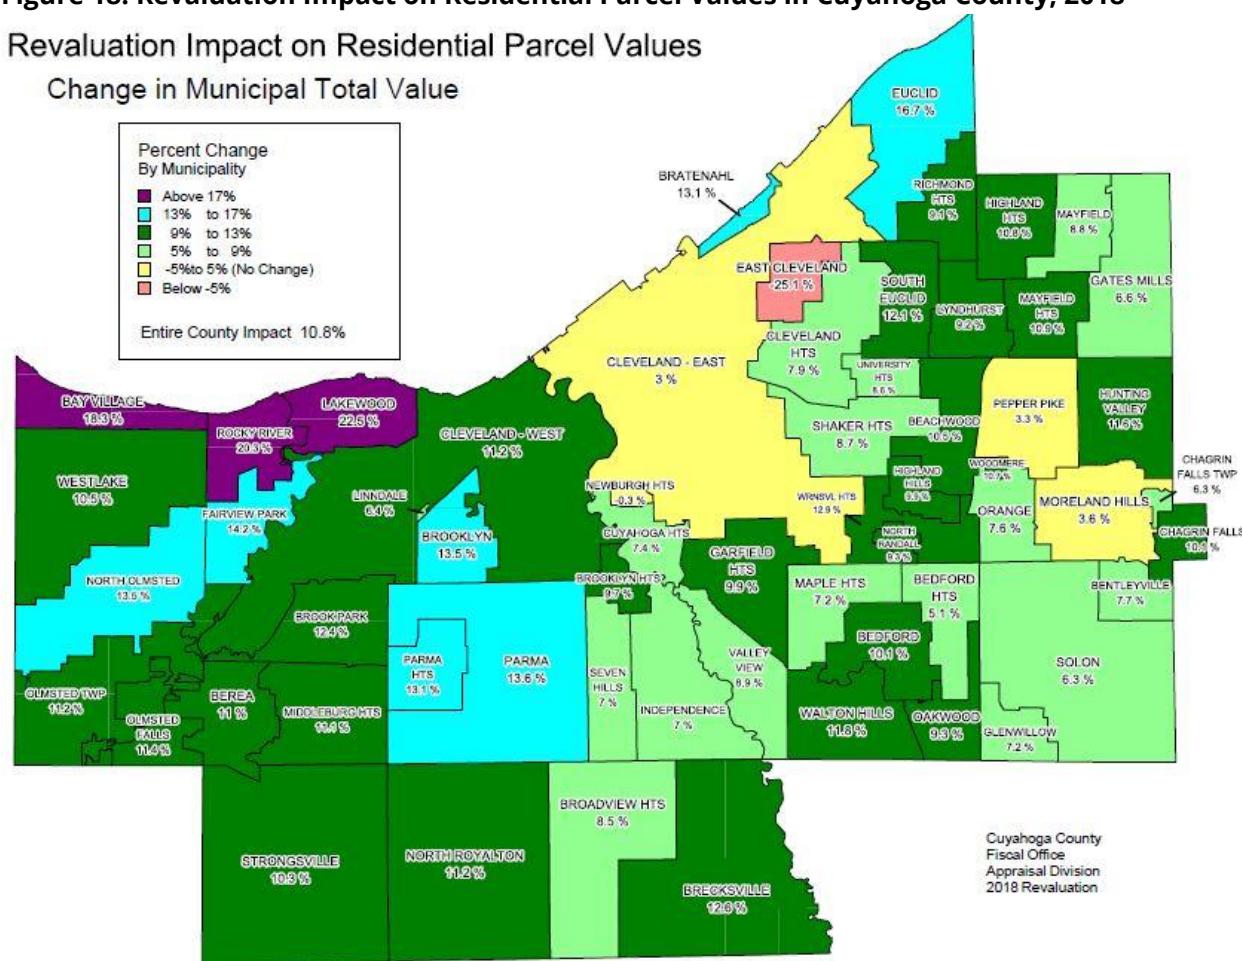 Figure 18: Revaluation Impact on Residential Parcel Values in Cuyahoga County, 2018
Revaluation Impact on Residential Parcel Values
Change in Municipal Total Value
Percent Change
By Municipality
Above 17%
13% to 17%
9% to 13%
5% to 9%
-5%to 5% (No Change)
Below -5%
Entire County Impact 10.8%
EUCLID
16.7 %
BRATENAHL
13.1 %
RICHMOND
HTS
9.1 %
HIGHLAND
HTS
10.8 %
MAYFIELD
8.8 %
GATES MILLS
6.6 %
EAST CLEVELAND
-25.1 %
SOUTH
EUCLID
12.1 %
LYNDHURST
9.2 %
MAYFIELD
HTS
10.9 %
CLEVELAND
HTS
7.9 %
CLEVELAND - EAST
3 %
UNIVERSITY
HTS
PEPPER PIKE
3.3 %
HUNTING
VALLEY
BAY VILLAGE
18.3 %
LAKEWOOD
22.5 %
ROCKY RIVER
20.3 %
CLEVELAND - WEST
11.2 %
SHAKER HTS
8.7 %
BEACHWOOD
WESTLAKE
10.5 %
HIGHLAND
HILLS
9.9 %
WOODMERE
10.7 %
CHAGRIN
FALLS TWP
6.3 %
LINNDALE
6.4 %
NEWBURGH HTS
-0.3 %
WRNSVL HTS
12.9 %
ORANGE
7.6 %
MORELAND HILLS
3.6 %
FAIRVIEW PARK
14.2 %
BROOKLYN
13.5 %
CUYAHOGA HTS
7.4 %
NORTH
RANDALL
CHAGRIN FALLS
GARFIELD
HTS
9.9 %
NORTH OLMSTED
13.5 %
BROOKLYN HTS
9.7 %
MAPLE HTS
7.2 %
BEDFORD
HTS
5.1 %
BENTLEYVILLE
7.7 %
BROOK PARK
12.4 %
BEDFORD
10.1 %
PARMA
HTS
13.1 %
PARMA
13.6 %
SEVEN
HILLS
7 %
VALLEY
VIEW
8.9 %
SOLON
6.3 %
OLMSTED TWP
11.2 %
BEREA
11 %
MIDDLEBURG HTS
11.1 %
INDEPENDENCE
7 %
OLMSTED
FALLS
11.4 %
WALTON HILLS
11.8 %
OAKWOOD
9.3 %
GLENWILLOW
7.2 %
BROADVIEW HTS
8.5 %
STRONGSVILLE
10.3 %
NORTH ROYALTON
11.2 %
BRECKSVILLE
12.6 %
Cuyahoga County
Fiscal Office
Appraisal Division
2018 Revaluation